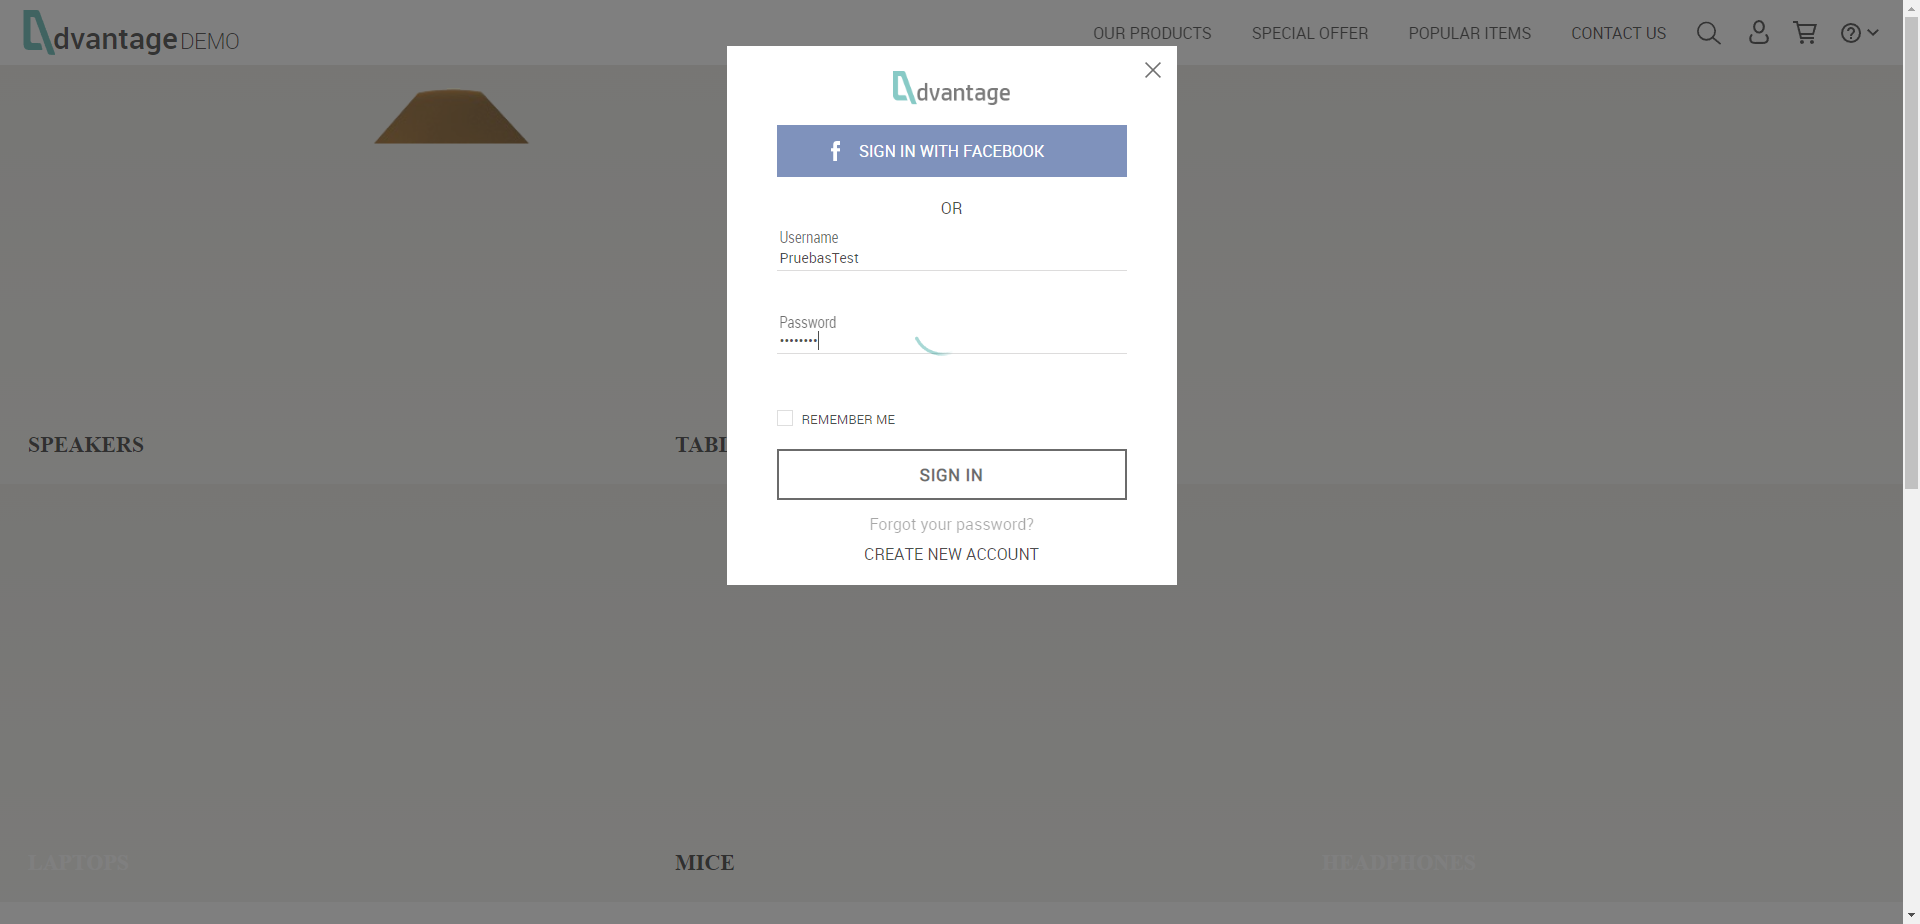 dvantage DEMO
OUR PRODUCTS SPECIAL OFFER POPULAR ITEMS CONTACT US
dvantage
SIGN IN WITH FACEBOOK
OR
Username
PruebasTest
Password
••••••••
REMEMBER ME
SIGN IN
Forgot your password?
CREATE NEW ACCOUNT
SPEAKERS
TABL
LAPTOPS
MICE
HEADPHONES